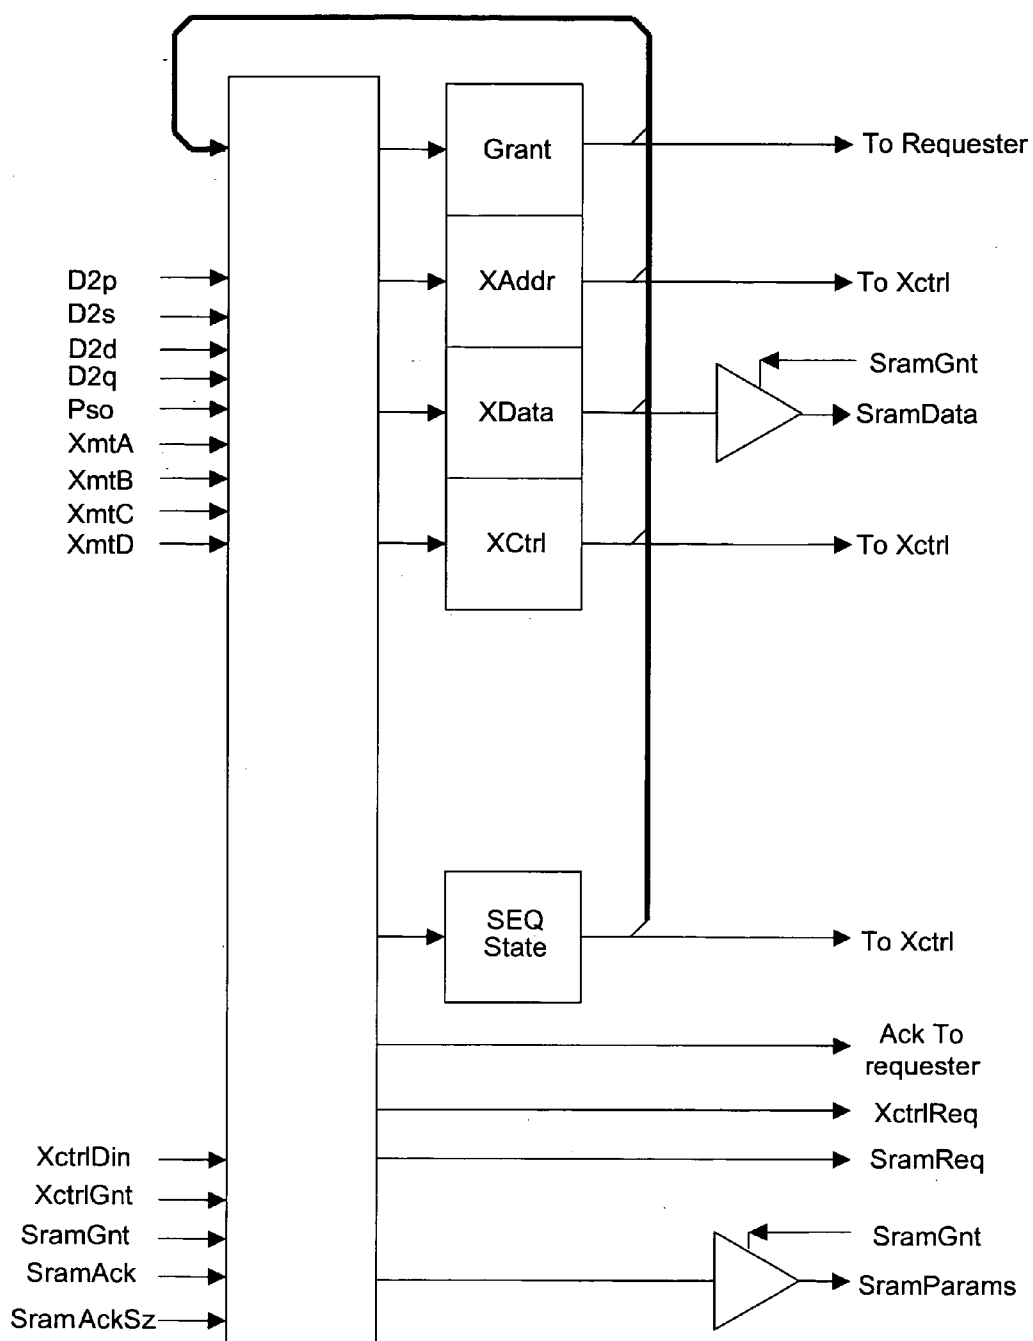 Grant
To Requester
D2p
XAddr
To Xctrl
D2s
D2d
D2q
SramGnt
Pso
XData
SramData
XmtA
XmtB
XmtC
XmtD
XCtrl
To Xctrl
SEQ
State
To Xctrl
Ack To
requester
XctrlReq
XctrlDin
SramReq
XctrlGnt
SramGnt
SramGnt
SramAck
SramParams
SramAckSz